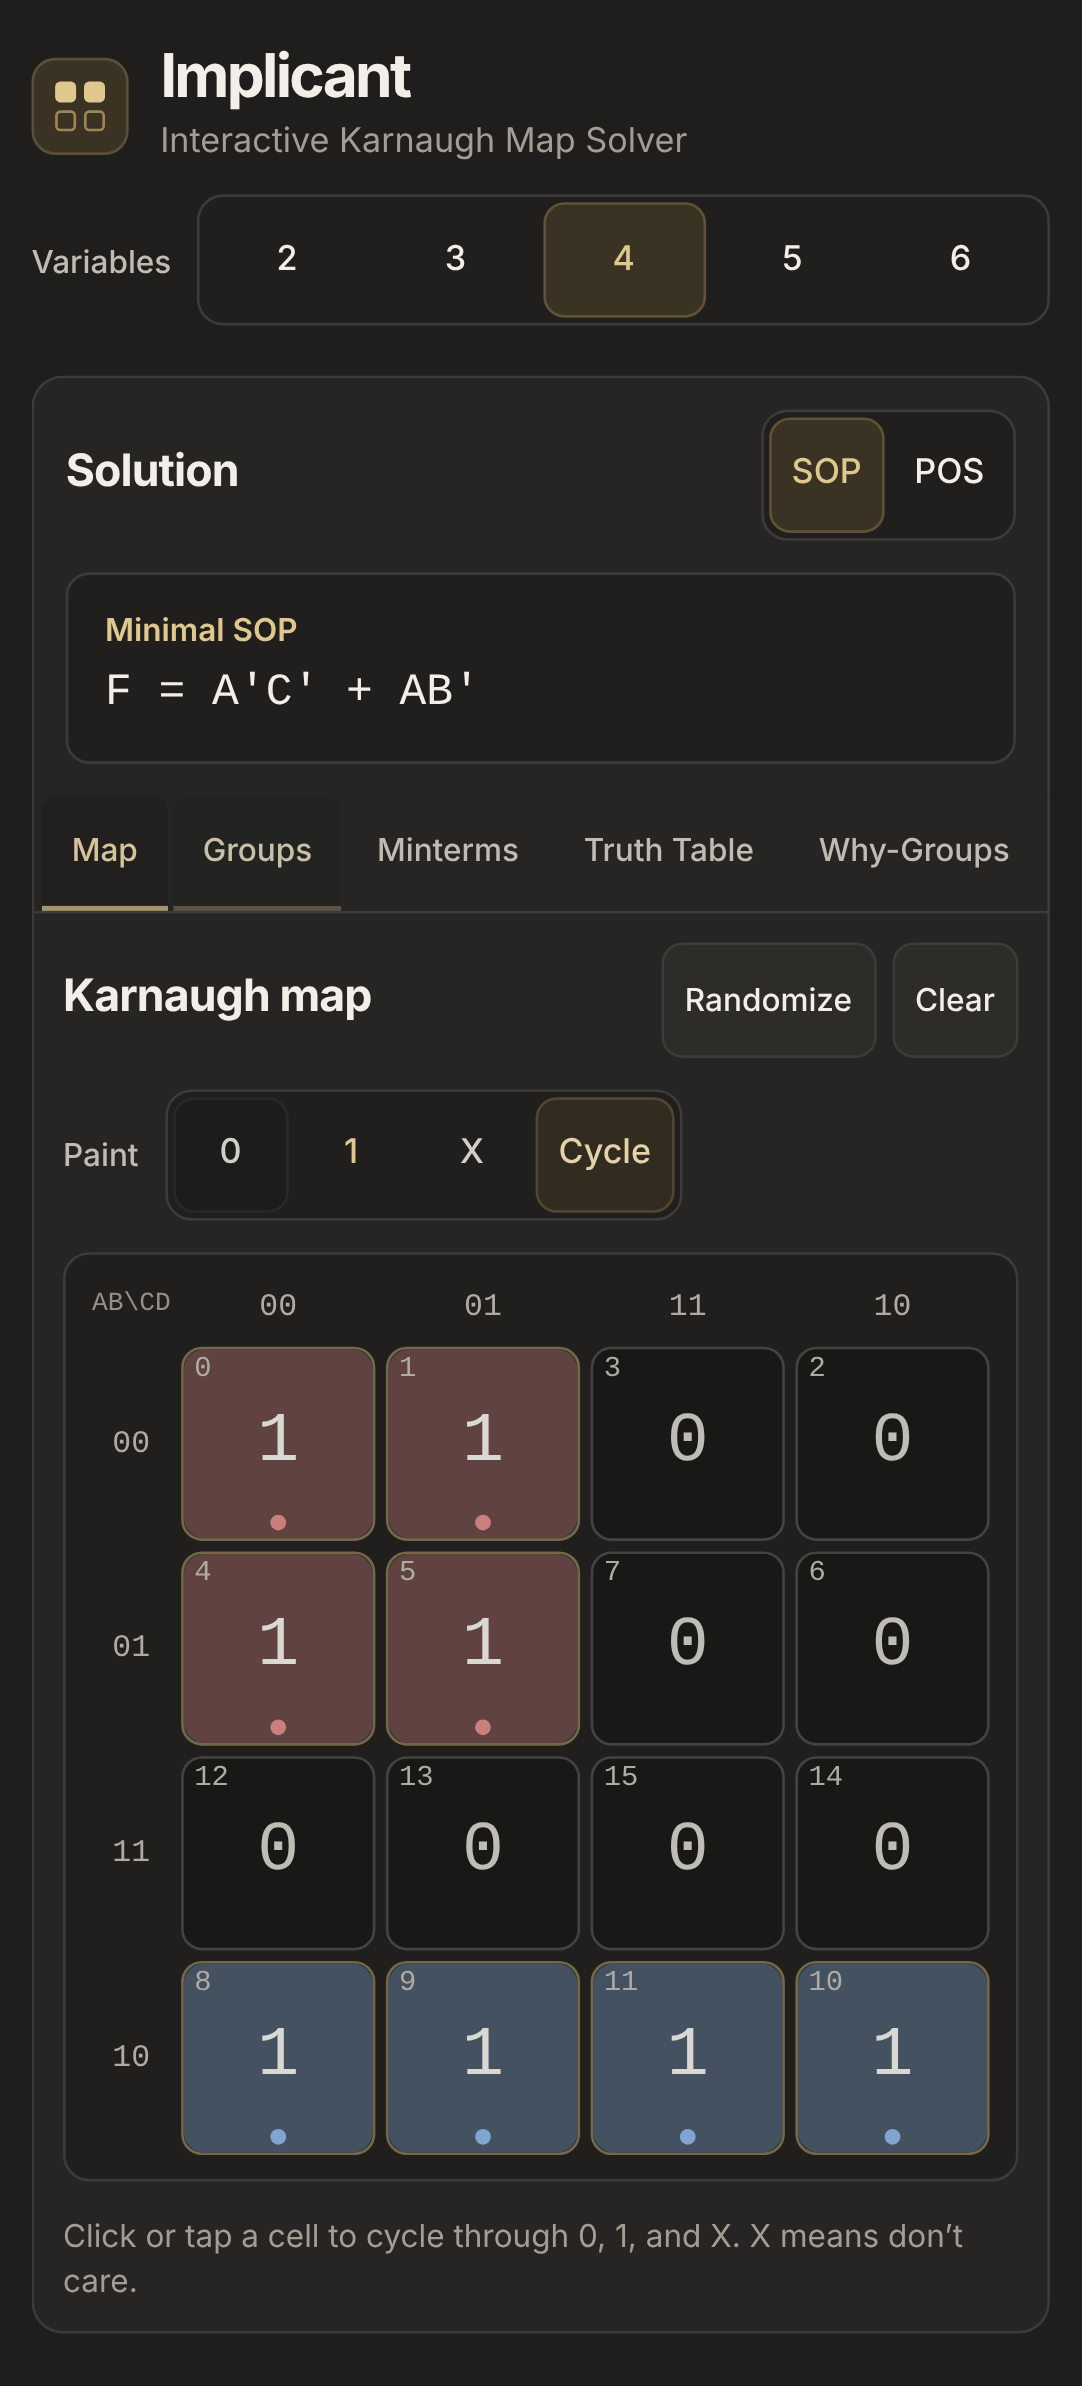 Implicant
Interactive Karnaugh Map Solver
Variables 2 3 4 5 6
Solution SOP POS
Minimal SOP
F = A'C' + AB'
Map Groups Minterms Truth Table Why-Groups
Karnaugh map Randomize Clear
Paint 0 1 X Cycle
AB\CD 00 01 11 10
0 1 3 2
00 1 1 0 0
4 5 7 6
01 1 1 0 0
12 13 15 14
11 0 0 0 0
8 9 11 10
10 1 1 1 1
Click or tap a cell to cycle through 0, 1, and X. X means don’t
care.